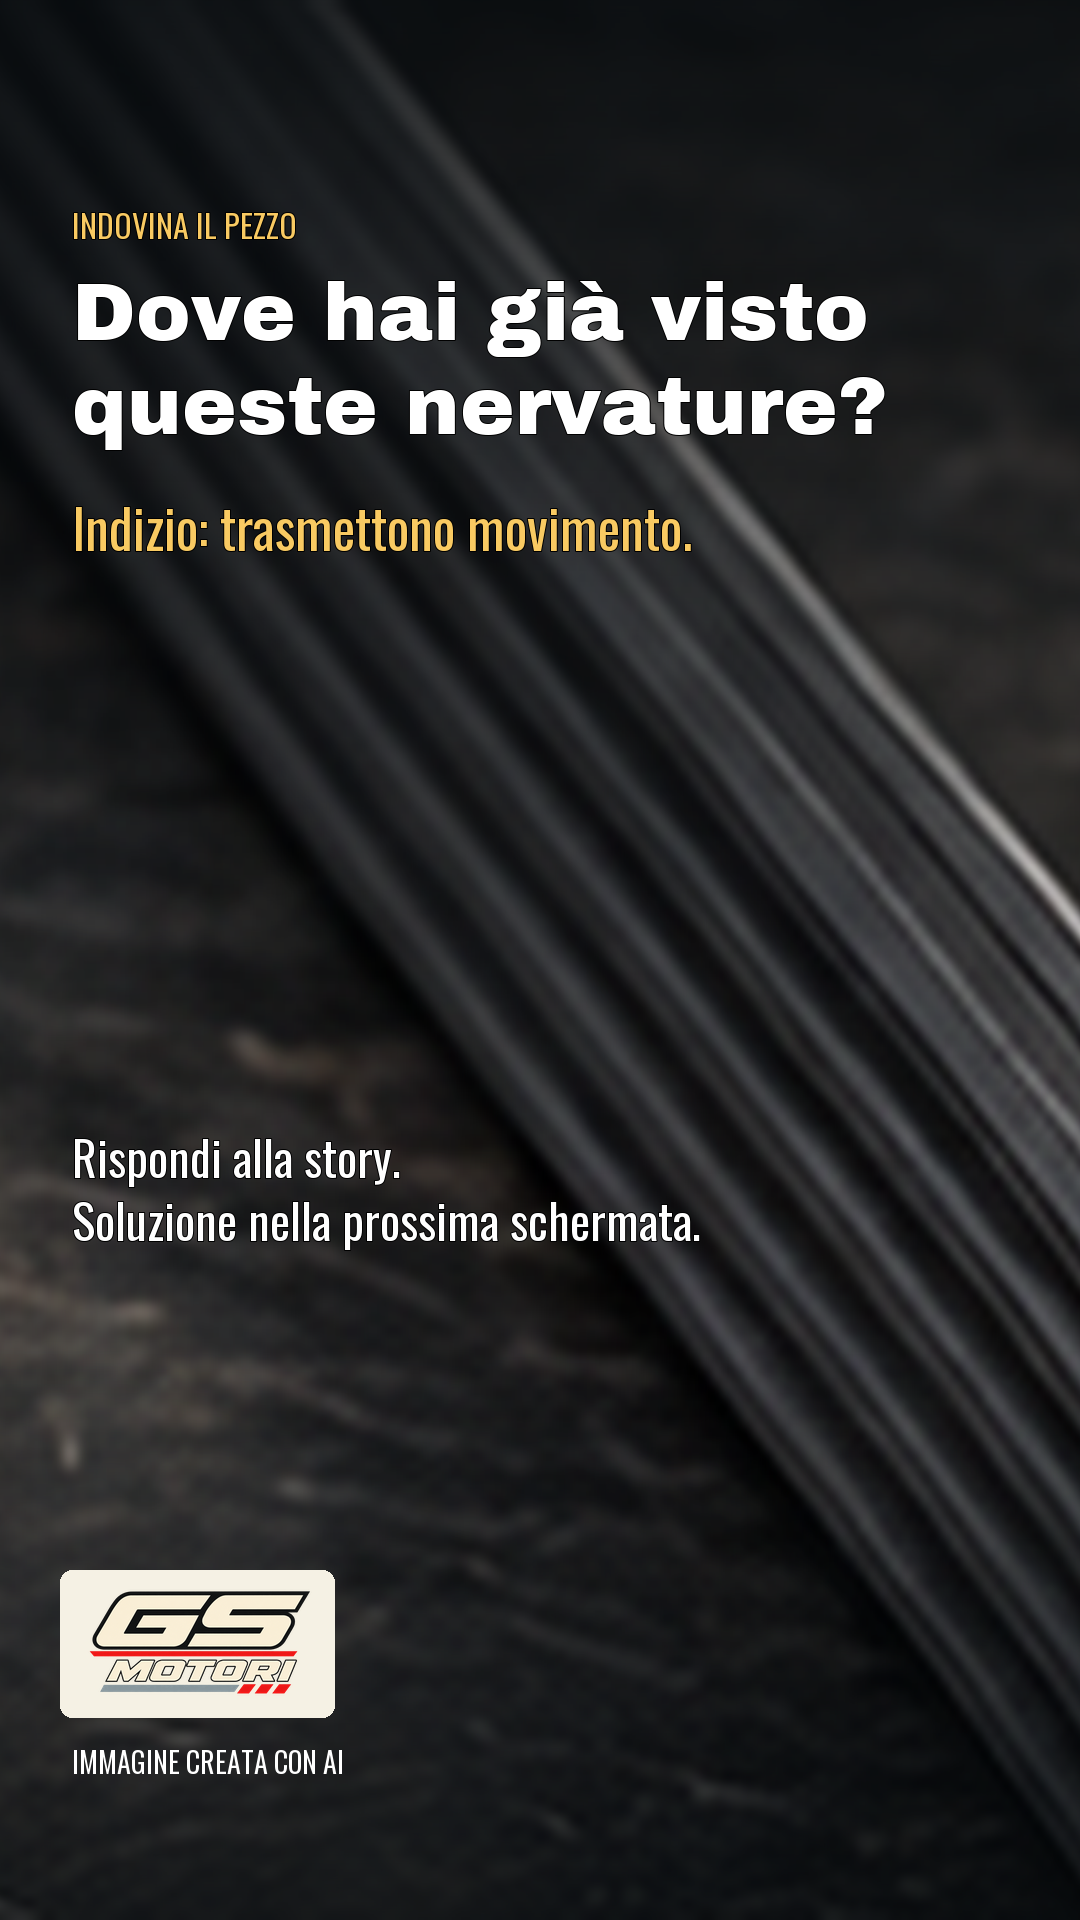 INDOVINA IL PEZZO
Dove hai già visto
queste nervature?
Indizio: trasmettono movimento.
Rispondi alla story.
Soluzione nella prossima schermata.
GS
MOTORI
IMMAGINE CREATA CON AI